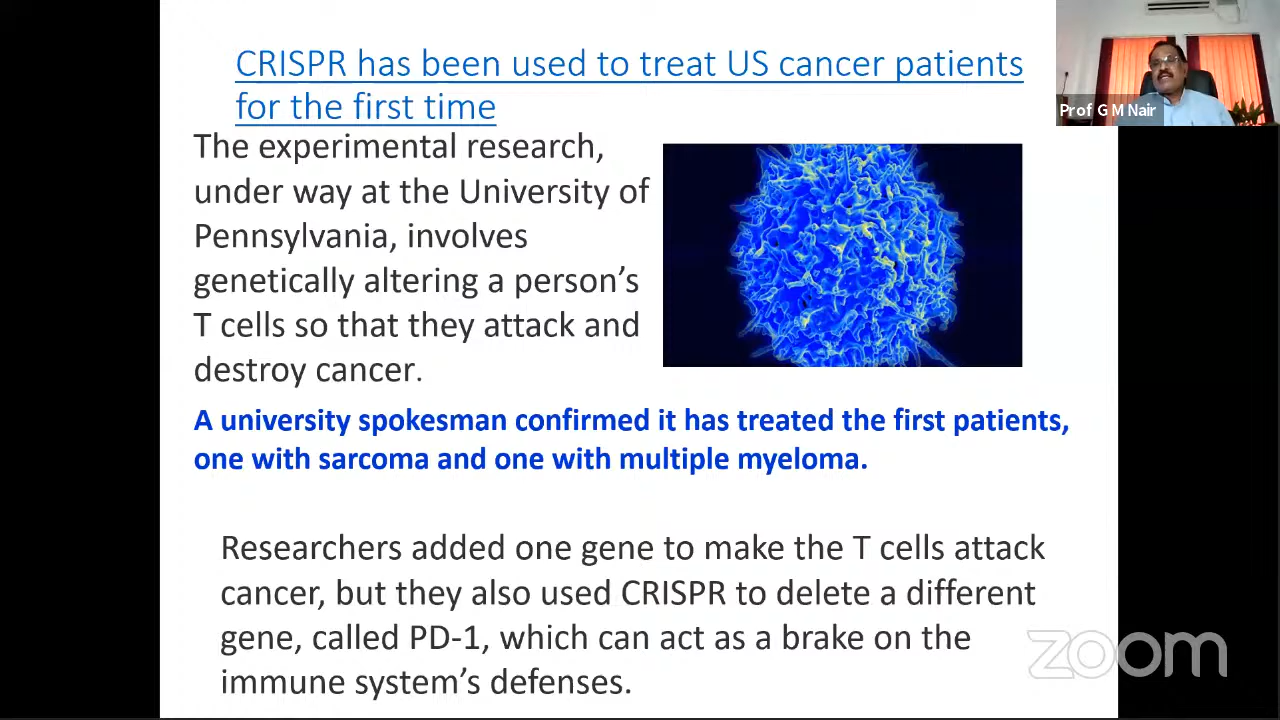 CRISPR has been used to treat US cancer patients
for the first time
The experimental research,
under way at the University of
Pennsylvania, involves
genetically altering a person’s
T cells so that they attack and
destroy cancer.
A university spokesman confirmed it has treated the first patients,
one with sarcoma and one with multiple myeloma.
Researchers added one gene to make the T cells attack
cancer, but they also used CRISPR to delete a different
gene, called PD-1, which can act as a brake on the
immune system’s defenses.
Prof G M Nair
zoom